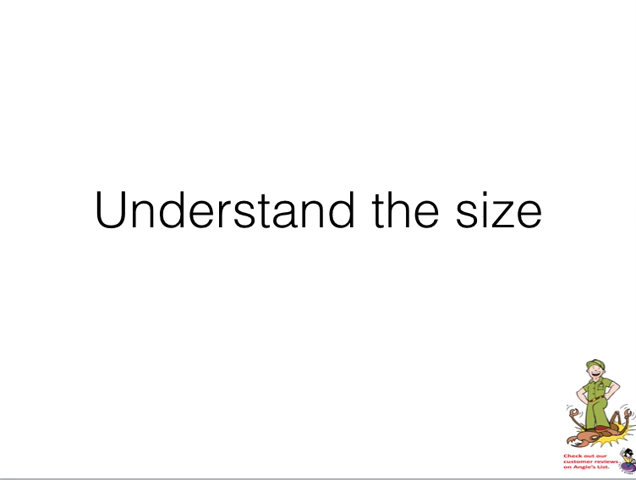 Understand the size
Check out our
customer reviews
on Angie's List.